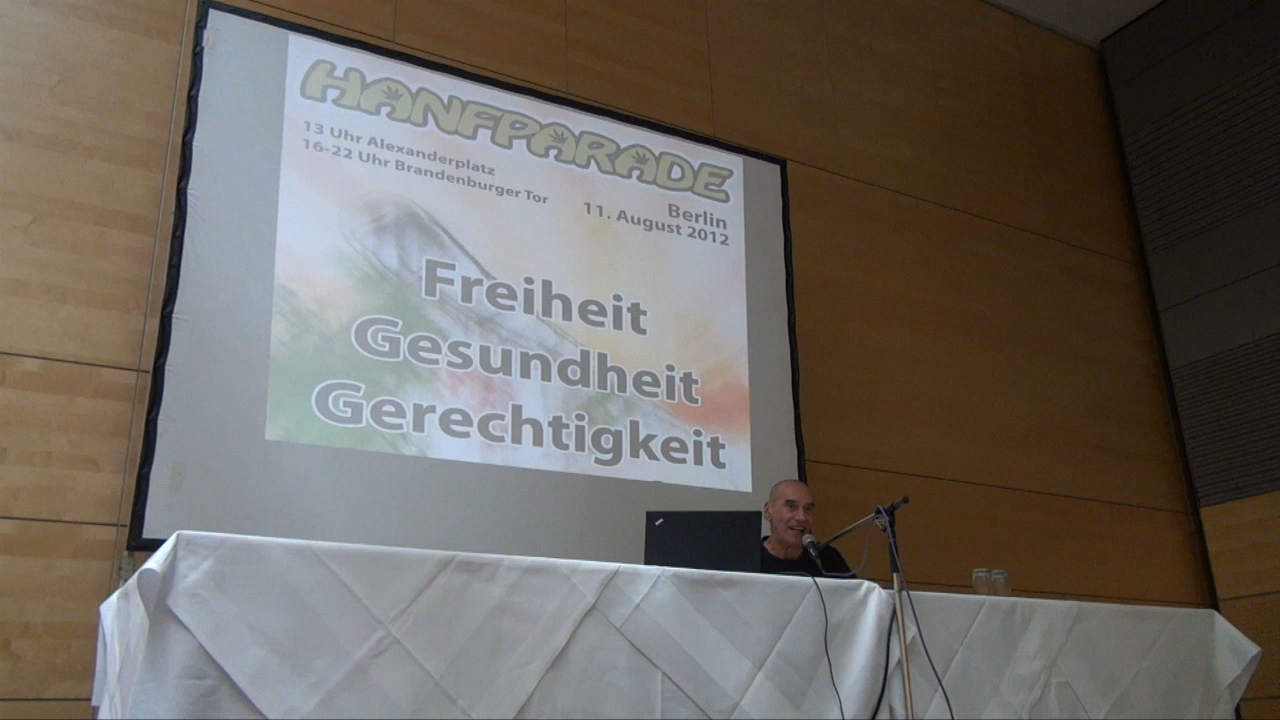 HANFPARADE
13 Uhr Alexanderplatz
16-22 Uhr Brandenburger Tor
Berlin
11. August 2012
Freiheit
Gesundheit
Gerechtigkeit